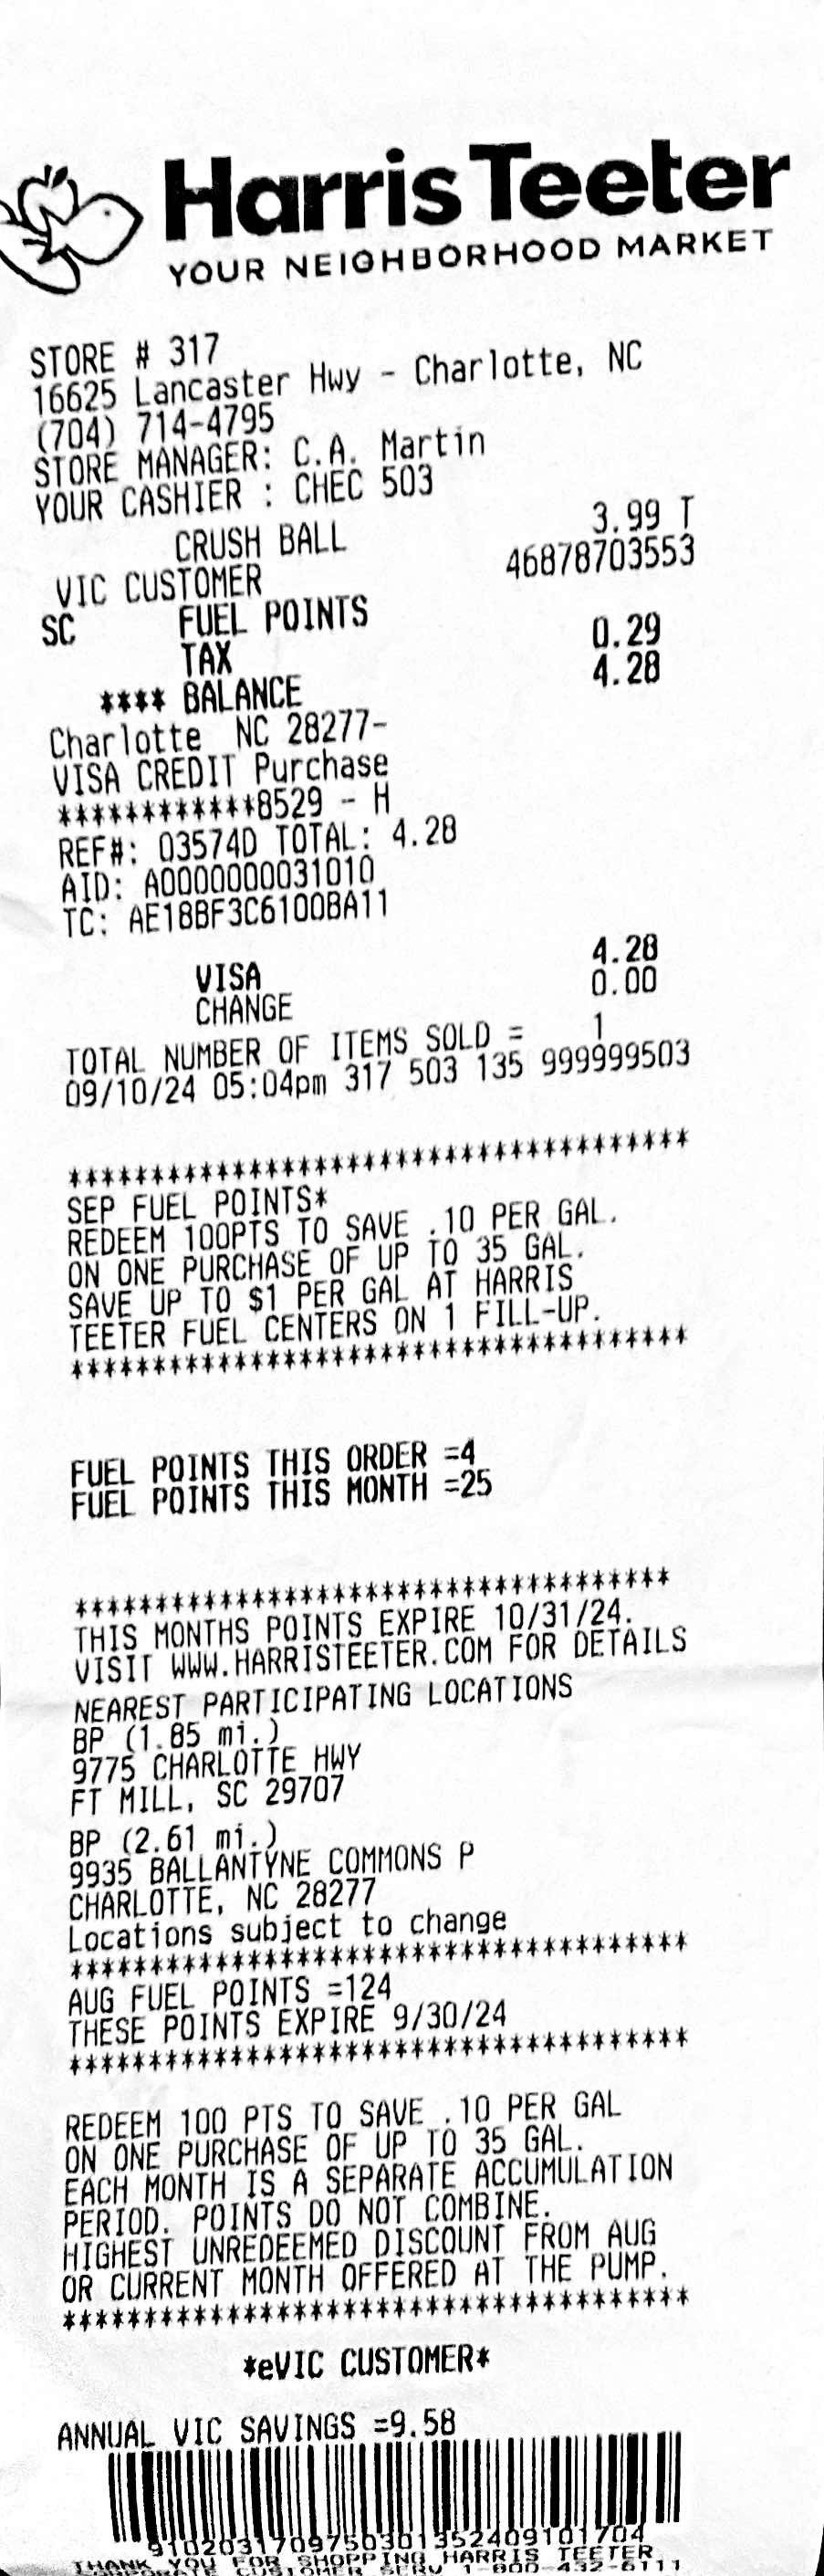 Harris Teeter
YOUR NEIGHBORHOOD MARKET
STORE # 317
16625 Lancaster Hwy - Charlotte, NC
(704) 714-4795
STORE MANAGER: C.A. Martin
YOUR CASHIER : CHEC 503
CRUSH BALL 3.99 T
VIC CUSTOMER 46878703553
SC FUEL POINTS
TAX 0.29
**** BALANCE 4.28
Charlotte NC 28277-
VISA CREDIT Purchase
************8529 - H
REF#: 03574D TOTAL: 4.28
AID: A0000000031010
TC: AE18BF3C6100BA11
VISA 4.28
CHANGE 0.00
TOTAL NUMBER OF ITEMS SOLD = 1
09/10/24 05:04pm 317 503 135 999999503
**************************************
SEP FUEL POINTS*
REDEEM 100PTS TO SAVE .10 PER GAL.
ON ONE PURCHASE OF UP TO 35 GAL.
SAVE UP TO $1 PER GAL AT HARRIS
TEETER FUEL CENTERS ON 1 FILL-UP.
**************************************
FUEL POINTS THIS ORDER =4
FUEL POINTS THIS MONTH =25
************************************
THIS MONTHS POINTS EXPIRE 10/31/24.
VISIT WWW.HARRISTEETER.COM FOR DETAILS
NEAREST PARTICIPATING LOCATIONS
BP (1.85 mi.)
9775 CHARLOTTE HWY
FT MILL, SC 29707
BP (2.61 mi.)
9935 BALLANTYNE COMMONS P
CHARLOTTE, NC 28277
Locations subject to change
**************************************
AUG FUEL POINTS =124
THESE POINTS EXPIRE 9/30/24
**************************************
REDEEM 100 PTS TO SAVE .10 PER GAL
ON ONE PURCHASE OF UP TO 35 GAL.
EACH MONTH IS A SEPARATE ACCUMULATION
PERIOD. POINTS DO NOT COMBINE.
HIGHEST UNREDEEMED DISCOUNT FROM AUG
OR CURRENT MONTH OFFERED AT THE PUMP.
**************************************
*eVIC CUSTOMER*
ANNUAL VIC SAVINGS =9.58
9102031709750301352409101704
THANK YOU FOR SHOPPING HARRIS TEETER
CUSTOMER SERV 1-800-432-6111